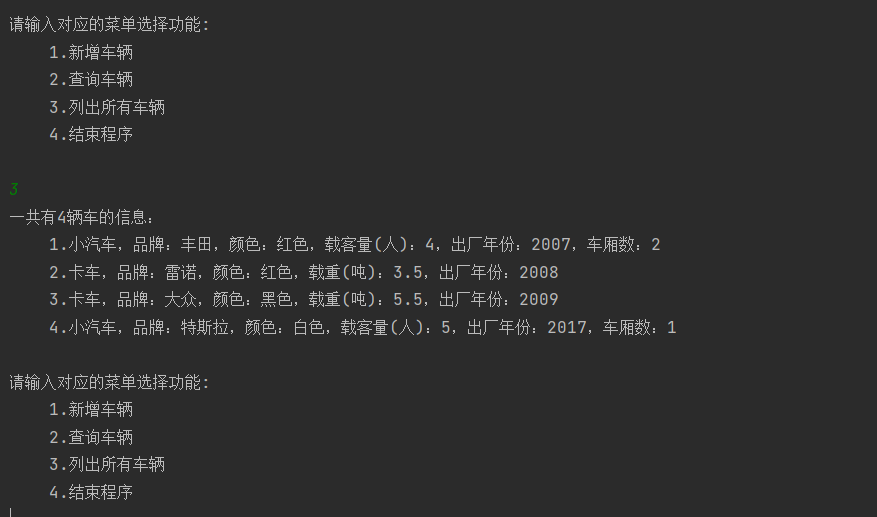 请输入对应的菜单选择功能:
1.新增车辆
2.查询车辆
3.列出所有车辆
4.结束程序
3
一共有4辆车的信息:
1.小汽车，品牌：丰田，颜色：红色，载客量(人)：4，出厂年份：2007，车厢数：2
2.卡车，品牌：雷诺，颜色：红色，载重(吨)：3.5，出厂年份：2008
3.卡车，品牌：大众，颜色：黑色，载重(吨)：5.5，出厂年份：2009
4.小汽车，品牌：特斯拉，颜色：白色，载客量(人)：5，出厂年份：2017，车厢数：1
请输入对应的菜单选择功能:
1.新增车辆
2.查询车辆
3.列出所有车辆
4.结束程序